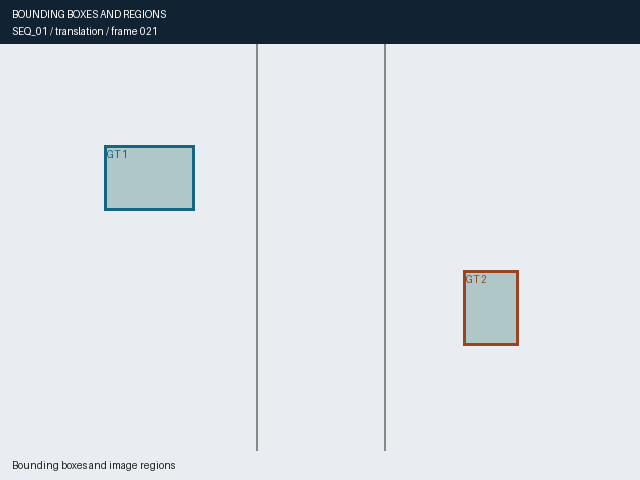 BOUNDING BOXES AND REGIONS
SEQ_01 / translation / frame 021
GT1
GT2
Bounding boxes and image regions